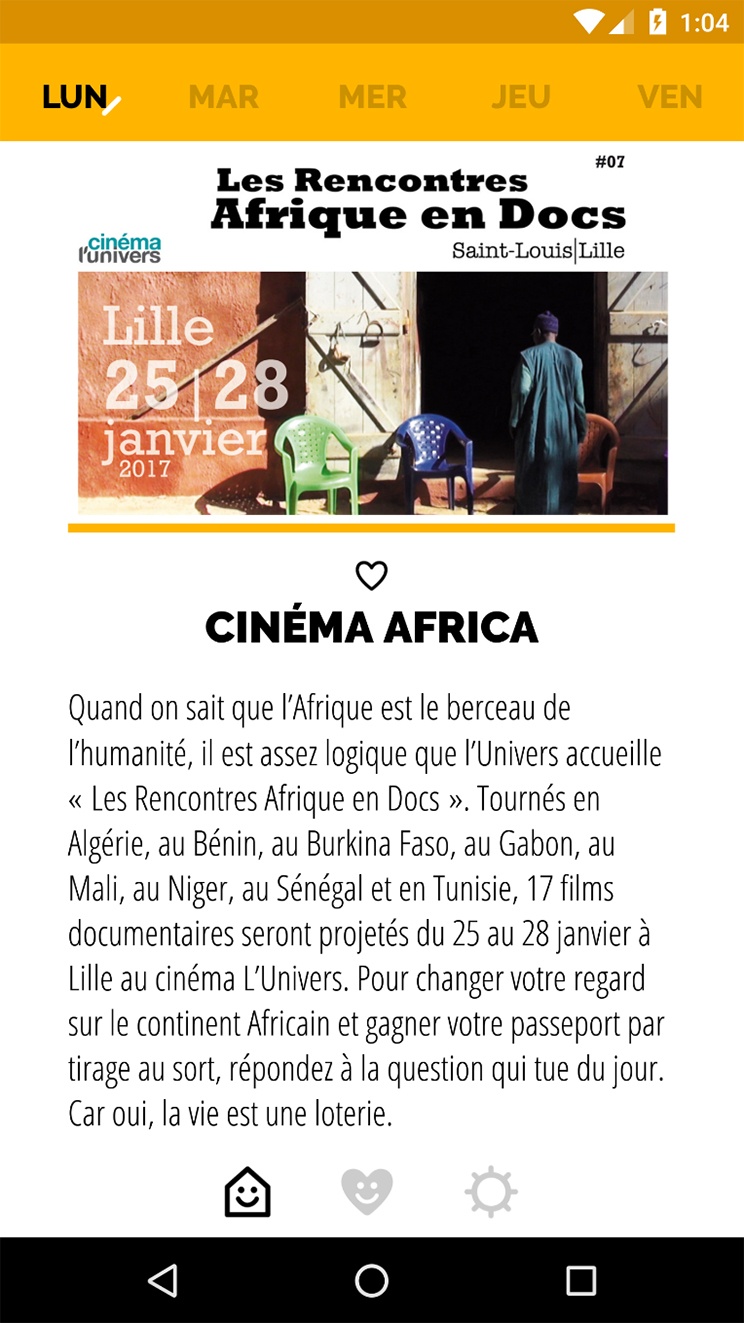 1:04
LUN MAR MER JEU VEN
#07
Les Rencontres
Afrique en Docs
Saint-Louis|Lille
cinéma
l'univers
Lille
25|28
janvier
2017
CINÉMA AFRICA
Quand on sait que l’Afrique est le berceau de
l’humanité, il est assez logique que l’Univers accueille
« Les Rencontres Afrique en Docs ». Tournés en
Algérie, au Bénin, au Burkina Faso, au Gabon, au
Mali, au Niger, au Sénégal et en Tunisie, 17 films
documentaires seront projetés du 25 au 28 janvier à
Lille au cinéma L’Univers. Pour changer votre regard
sur le continent Africain et gagner votre passeport par
tirage au sort, répondez à la question qui tue du jour.
Car oui, la vie est une loterie.